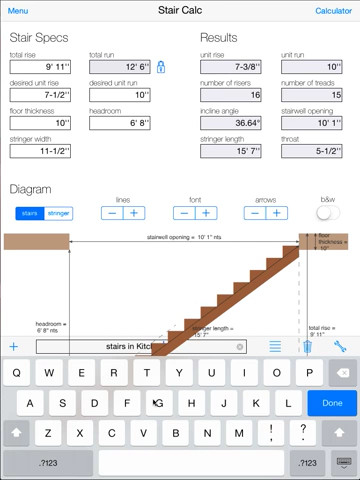 Menu Stair Calc Calculator
Stair Specs Results
total rise total run unit rise unit run
9' 11'' 12' 6'' 7-3/8'' 10''
desired unit rise desired unit run number of risers number of treads
7-1/2'' 10'' 16 15
floor thickness headroom incline angle stairwell opening
10'' 6' 8'' 36.64° 10' 1''
stringer width stringer length throat
11-1/2'' 15' 7'' 5-1/2''
Diagram
lines font arrows b&w
stairs stringer − + − + − +
stairwell opening = 10' 1'' nts
floor
thickness =
10''
headroom =
6' 8'' nts
stringer length =
15' 7''
total rise =
9' 11''
+ stairs in Kitc
Q W E R T Y U I O P
A S D F G H J K L Done
Z X C V B N M ! , ? .
.?123 .?123